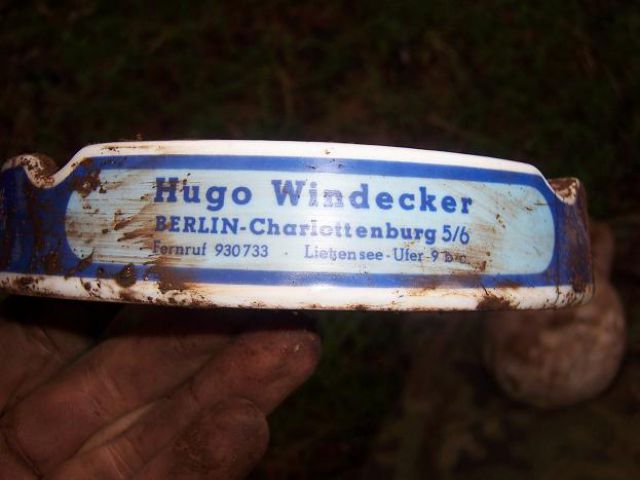 Hugo Windecker
BERLIN-Charlottenburg 5/6
Fernruf 930733 Lietzensee-Ufer-9 b-c